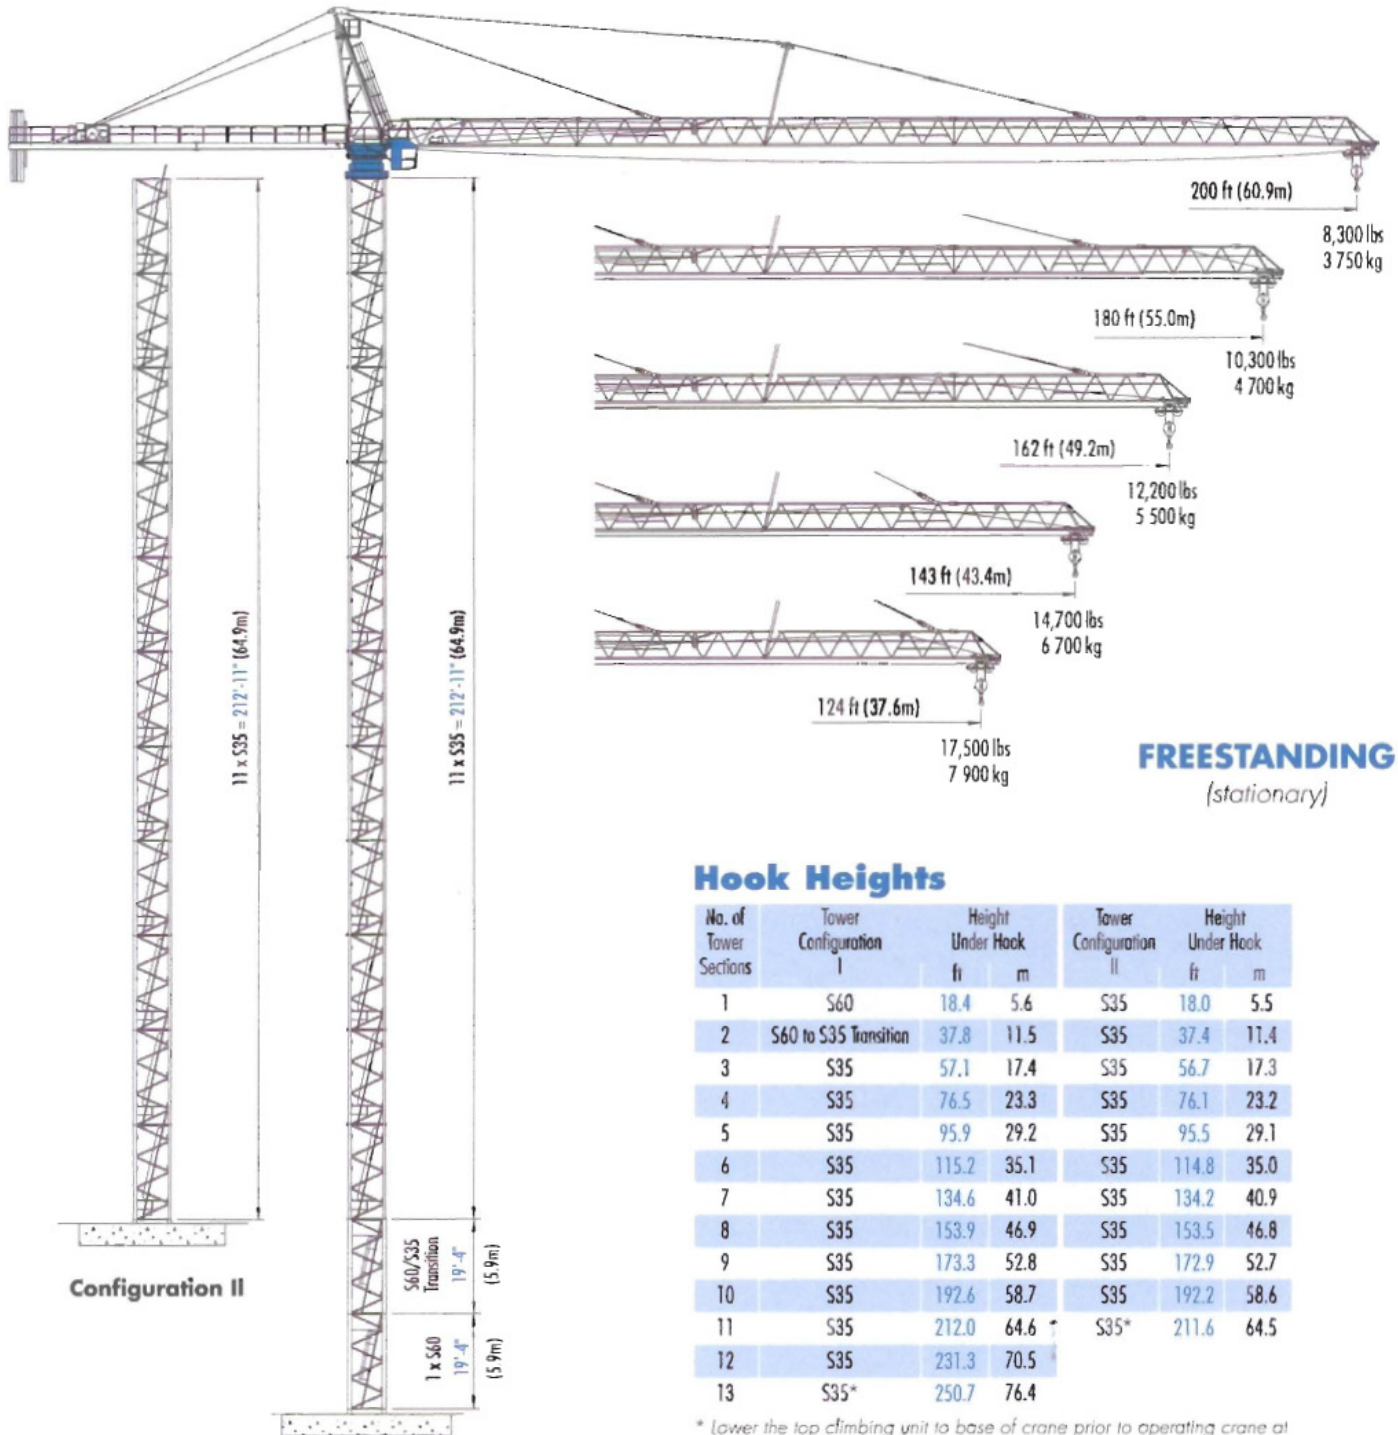 200 ft (60.9m)
8,300 lbs
3 750 kg
180 ft (55.0m)
10,300 lbs
4 700 kg
162 ft (49.2m)
12,200 lbs
5 500 kg
143 ft (43.4m)
14,700 lbs
6 700 kg
124 ft (37.6m)
17,500 lbs
7 900 kg
11 x S35 = 212'-11" (64.9m)
11 x S35 = 212'-11" (64.9m)
S60/S35
Transition
19'-4"
(5.9m)
1 x S60
19'-4"
(5.9m)
Configuration II
FREESTANDING
(stationary)
Hook Heights
No. of Tower Sections Tower Configuration I Height Under Hook ft m Tower Configuration II Height Under Hook ft m
1 S60 18.4 5.6 S35 18.0 5.5
2 S60 to S35 Transition 37.8 11.5 S35 37.4 11.4
3 S35 57.1 17.4 S35 56.7 17.3
4 S35 76.5 23.3 S35 76.1 23.2
5 S35 95.9 29.2 S35 95.5 29.1
6 S35 115.2 35.1 S35 114.8 35.0
7 S35 134.6 41.0 S35 134.2 40.9
8 S35 153.9 46.9 S35 153.5 46.8
9 S35 173.3 52.8 S35 172.9 52.7
10 S35 192.6 58.7 S35 192.2 58.6
11 S35 212.0 64.6 S35* 211.6 64.5
12 S35 231.3 70.5
13 S35* 250.7 76.4
* Lower the top climbing unit to base of crane prior to operating crane at